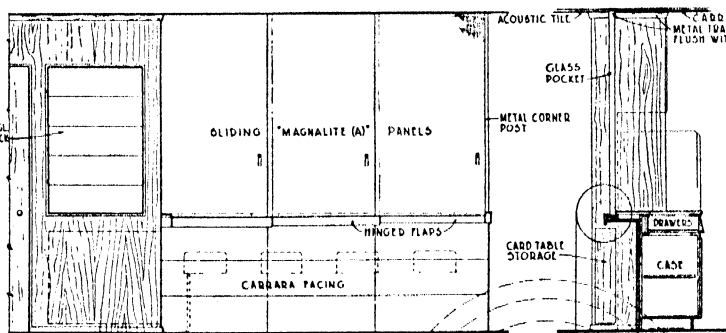 ACOUSTIC TILE
CARR
METAL TRA
FLUSH WIT
GLASS
POCKET
SLIDING "MAGNALITE (A)" PANELS
METAL CORNER
POST
HINGED FLAPS
DRAWERS
CARD TABLE
STORAGE
CASE
CARRARA FACING